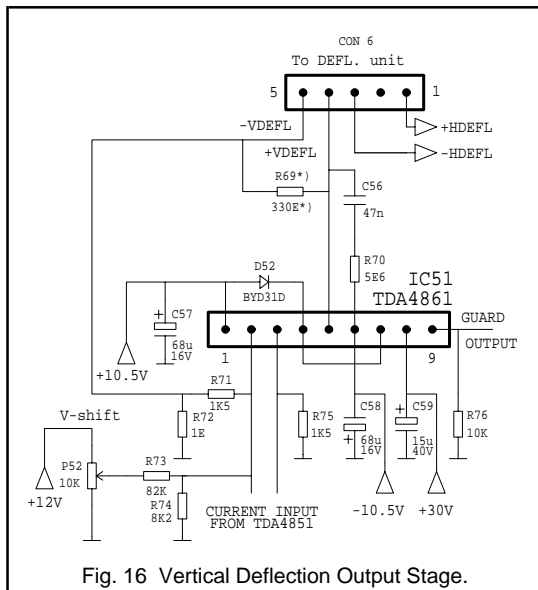 CON 6
To DEFL. unit
5
1
-VDEFL
+VDEFL
+HDEFL
-HDEFL
R69*)
330E*)
C56
47n
D52
BYD31D
R70
5E6
IC51
TDA4861
C57
+
68u
16V
GUARD
OUTPUT
1
9
+10.5V
R71
1K5
V-shift
R72
1E
R75
1K5
C58
68u
16V
+
C59
+
15u
40V
R76
10K
P52
10K
R73
82K
+12V
R74
8K2
CURRENT INPUT
FROM TDA4851
-10.5V
+30V
Fig. 16 Vertical Deflection Output Stage.